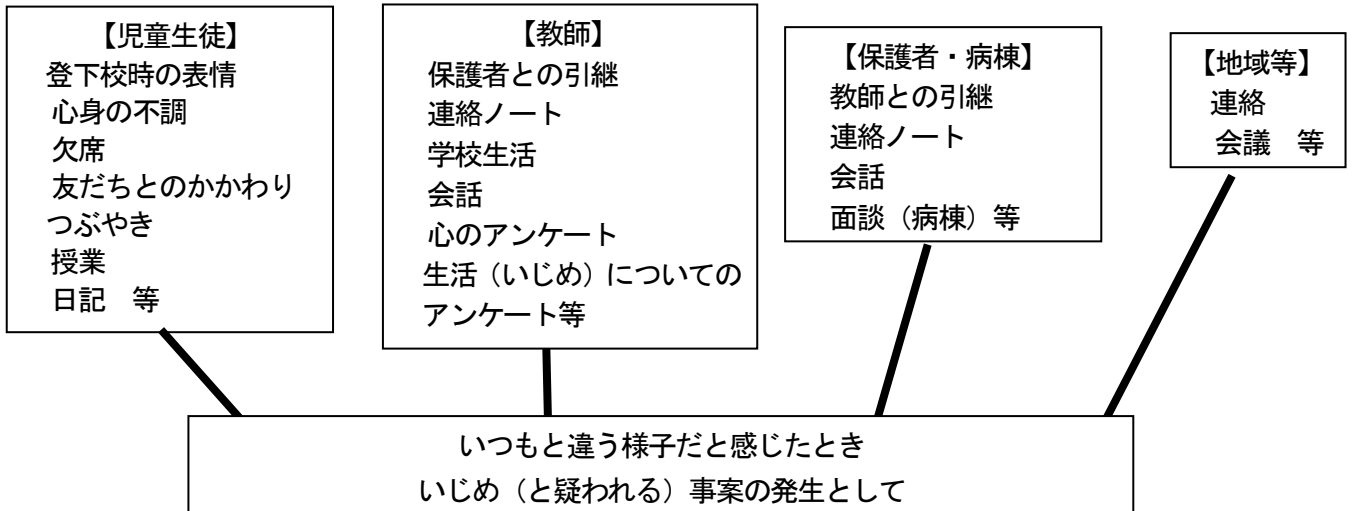 【児童生徒】
登下校時の表情
心身の不調
欠席
友だちとのかかわり
つぶやき
授業
日記　等
【教師】
保護者との引継
連絡ノート
学校生活
会話
心のアンケート
生活（いじめ）についての
アンケート等
【保護者・病棟】
教師との引継
連絡ノート
会話
面談（病棟）等
【地域等】
連絡
会議　等
いつもと違う様子だと感じたとき
いじめ（と疑われる）事案の発生として